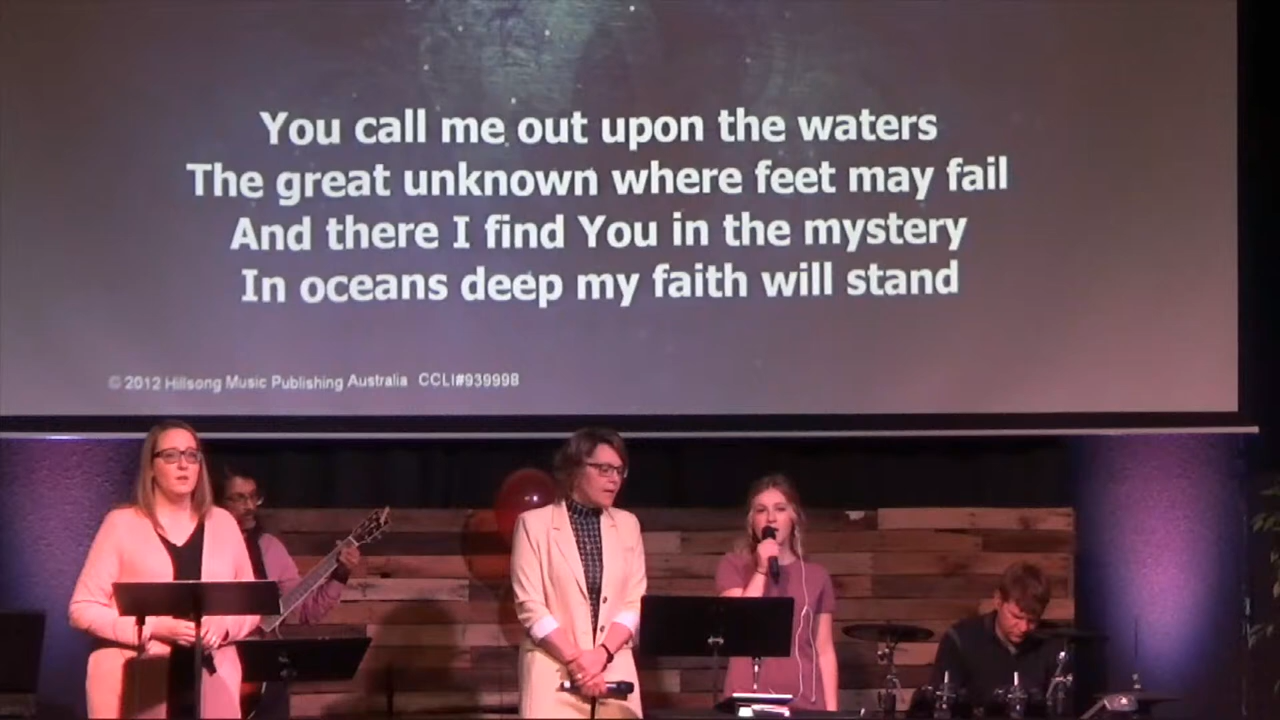 You call me out upon the waters
The great unknown where feet may fail
And there I find You in the mystery
In oceans deep my faith will stand
© 2012 Hillsong Music Publishing Australia CCLI#939998